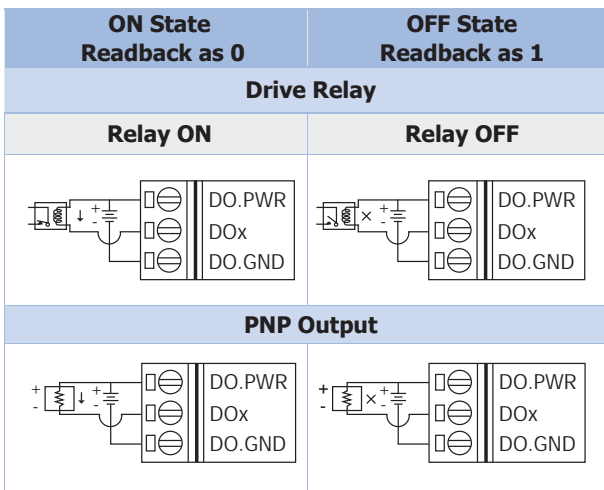 ON State
Readback as 0
OFF State
Readback as 1
Drive Relay
Relay ON
Relay OFF
+
-
DO.PWR
DOx
DO.GND
×
+
-
DO.PWR
DOx
DO.GND
PNP Output
+
-
+
-
DO.PWR
DOx
DO.GND
+
-
×
+
-
DO.PWR
DOx
DO.GND